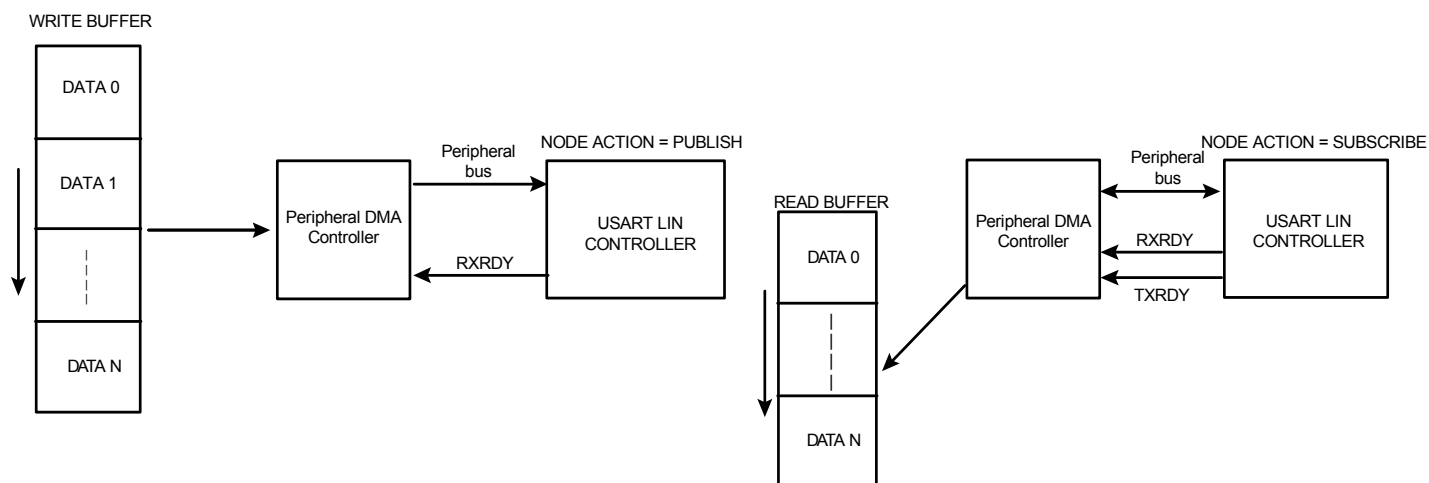 WRITE BUFFER
DATA 0
DATA 1
DATA N
Peripheral DMA
Controller
Peripheral
bus
RXRDY
NODE ACTION = PUBLISH
USART LIN
CONTROLLER
READ BUFFER
DATA 0
DATA N
Peripheral DMA
Controller
Peripheral
bus
RXRDY
TXRDY
NODE ACTION = SUBSCRIBE
USART LIN
CONTROLLER